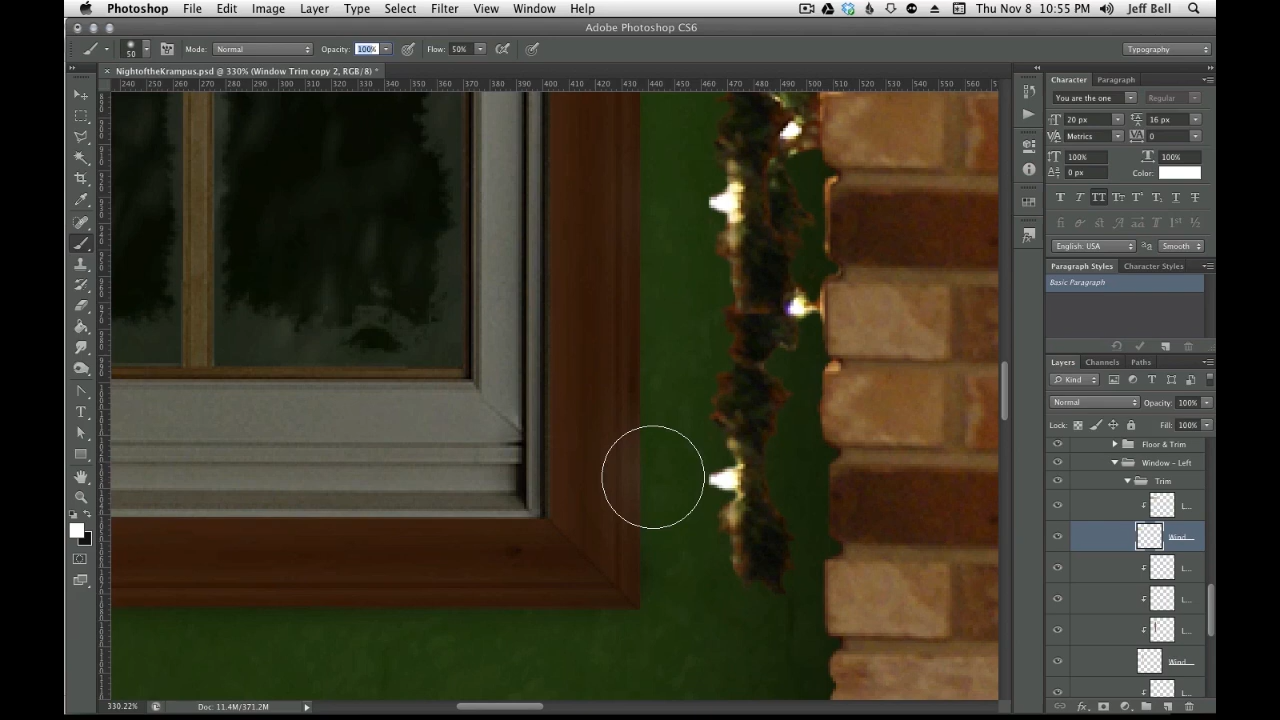 Photoshop File Edit Image Layer Type Select Filter View Window Help Thu Nov 8 10:55 PM Jeff Bell
Adobe Photoshop CS6
50 Mode: Normal Opacity: 100% Flow: 50% Typography
NightoftheKrampus.psd @ 330% (Window Trim copy 2, RGB/8) *
240 250 260 270 280 290 300 310 320 330 340 350 360 370 380 390 400 410 420 430 440 450 460 470 480 490 500 510 520 530 540 550 560 570
Character Paragraph
You are the one Regular
20 px 16 px
Metrics 0
100% 100%
0 px Color:
English: USA Smooth
Paragraph Styles Character Styles
Basic Paragraph
Layers Channels Paths
Kind
Normal Opacity: 100%
Lock: Fill: 100%
Floor & Trim
Window - Left
Trim
L...
Wind...
L...
L...
L...
Wind...
L...
330.22% Doc: 11.4M/371.2M